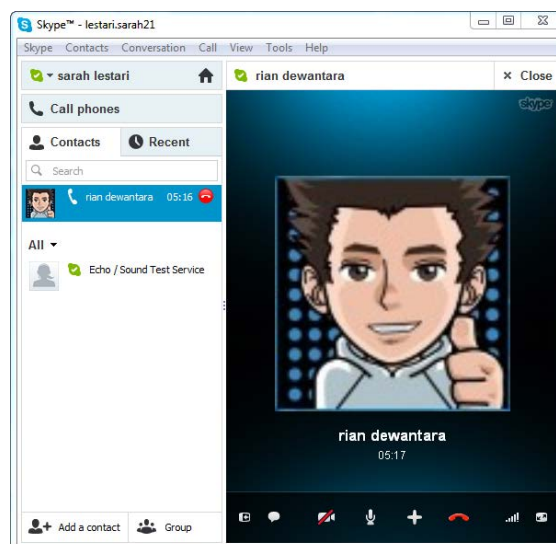 Skype™ - lestari.sarah21
Skype Contacts Conversation Call View Tools Help
sarah lestari
rian dewantara
Close
Call phones
skype
Contacts
Recent
Search
rian dewantara 05:16
All
Echo / Sound Test Service
rian dewantara
05:17
Add a contact
Group